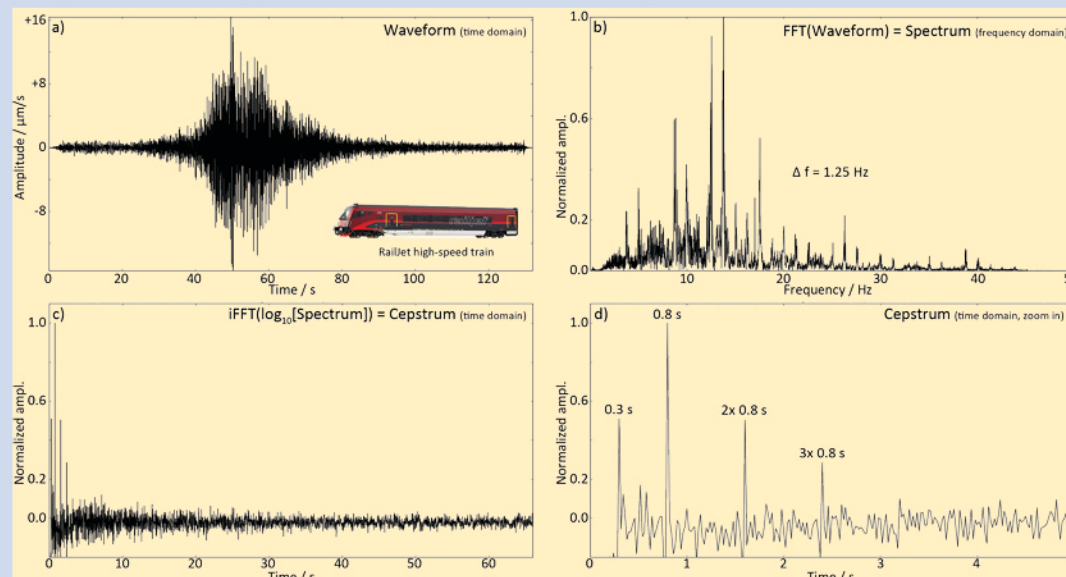 a) Waveform (time domain)
+16
+8
0
-8
Amplitude / μm/s
RailJet high-speed train
0 20 40 60 80 100 120
Time / s
b) FFT(Waveform) = Spectrum (frequency domain)
1.0
0.6
0.2
0.0
Normalized ampl.
Δ f = 1.25 Hz
10 20 30 40 50
Frequency / Hz
c) iFFT(log10[Spectrum]) = Cepstrum (time domain)
1.0
0.6
0.2
0.0
Normalized ampl.
0 10 20 30 40 50 60
Time / s
d) Cepstrum (time domain, zoom in)
0.8 s
0.3 s
2x 0.8 s
3x 0.8 s
1.0
0.6
0.2
0.0
Normalized ampl.
0 1 2 3 4
Time / s